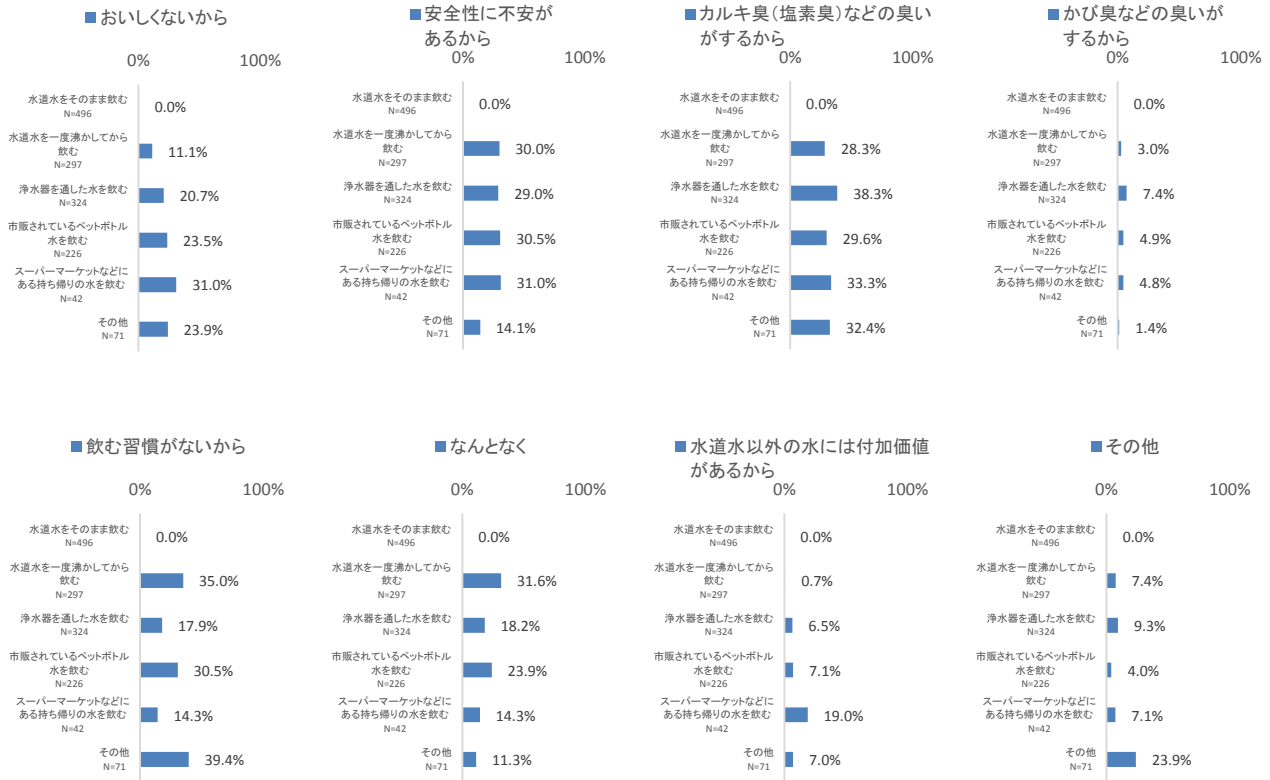 おいしくないから
0% 100%
水道水をそのまま飲む
N=496
0.0%
水道水を一度沸かしてから
飲む
N=297
11.1%
浄水器を通した水を飲む
N=324
20.7%
市販されているペットボトル
水を飲む
N=226
23.5%
スーパーマーケットなどに
ある持ち帰りの水を飲む
N=42
31.0%
その他
N=71
23.9%
安全性に不安が
あるから
0% 100%
水道水をそのまま飲む
N=496
0.0%
水道水を一度沸かしてから
飲む
N=297
30.0%
浄水器を通した水を飲む
N=324
29.0%
市販されているペットボトル
水を飲む
N=226
30.5%
スーパーマーケットなどに
ある持ち帰りの水を飲む
N=42
31.0%
その他
N=71
14.1%
カルキ臭(塩素臭)などの臭い
がするから
0% 100%
水道水をそのまま飲む
N=496
0.0%
水道水を一度沸かしてから
飲む
N=297
28.3%
浄水器を通した水を飲む
N=324
38.3%
市販されているペットボトル
水を飲む
N=226
29.6%
スーパーマーケットなどに
ある持ち帰りの水を飲む
N=42
33.3%
その他
N=71
32.4%
かび臭などの臭いが
するから
0% 100%
水道水をそのまま飲む
N=496
0.0%
水道水を一度沸かしてから
飲む
N=297
3.0%
浄水器を通した水を飲む
N=324
7.4%
市販されているペットボトル
水を飲む
N=226
4.9%
スーパーマーケットなどに
ある持ち帰りの水を飲む
N=42
4.8%
その他
N=71
1.4%
飲む習慣がないから
0% 100%
水道水をそのまま飲む
N=496
0.0%
水道水を一度沸かしてから
飲む
N=297
35.0%
浄水器を通した水を飲む
N=324
17.9%
市販されているペットボトル
水を飲む
N=226
30.5%
スーパーマーケットなどに
ある持ち帰りの水を飲む
N=42
14.3%
その他
N=71
39.4%
なんとなく
0% 100%
水道水をそのまま飲む
N=496
0.0%
水道水を一度沸かしてから
飲む
N=297
31.6%
浄水器を通した水を飲む
N=324
18.2%
市販されているペットボトル
水を飲む
N=226
23.9%
スーパーマーケットなどに
ある持ち帰りの水を飲む
N=42
14.3%
その他
N=71
11.3%
水道水以外の水には付加価値
があるから
0% 100%
水道水をそのまま飲む
N=496
0.0%
水道水を一度沸かしてから
飲む
N=297
0.7%
浄水器を通した水を飲む
N=324
6.5%
市販されているペットボトル
水を飲む
N=226
7.1%
スーパーマーケットなどに
ある持ち帰りの水を飲む
N=42
19.0%
その他
N=71
7.0%
その他
0% 100%
水道水をそのまま飲む
N=496
0.0%
水道水を一度沸かしてから
飲む
N=297
7.4%
浄水器を通した水を飲む
N=324
9.3%
市販されているペットボトル
水を飲む
N=226
4.0%
スーパーマーケットなどに
ある持ち帰りの水を飲む
N=42
7.1%
その他
N=71
23.9%